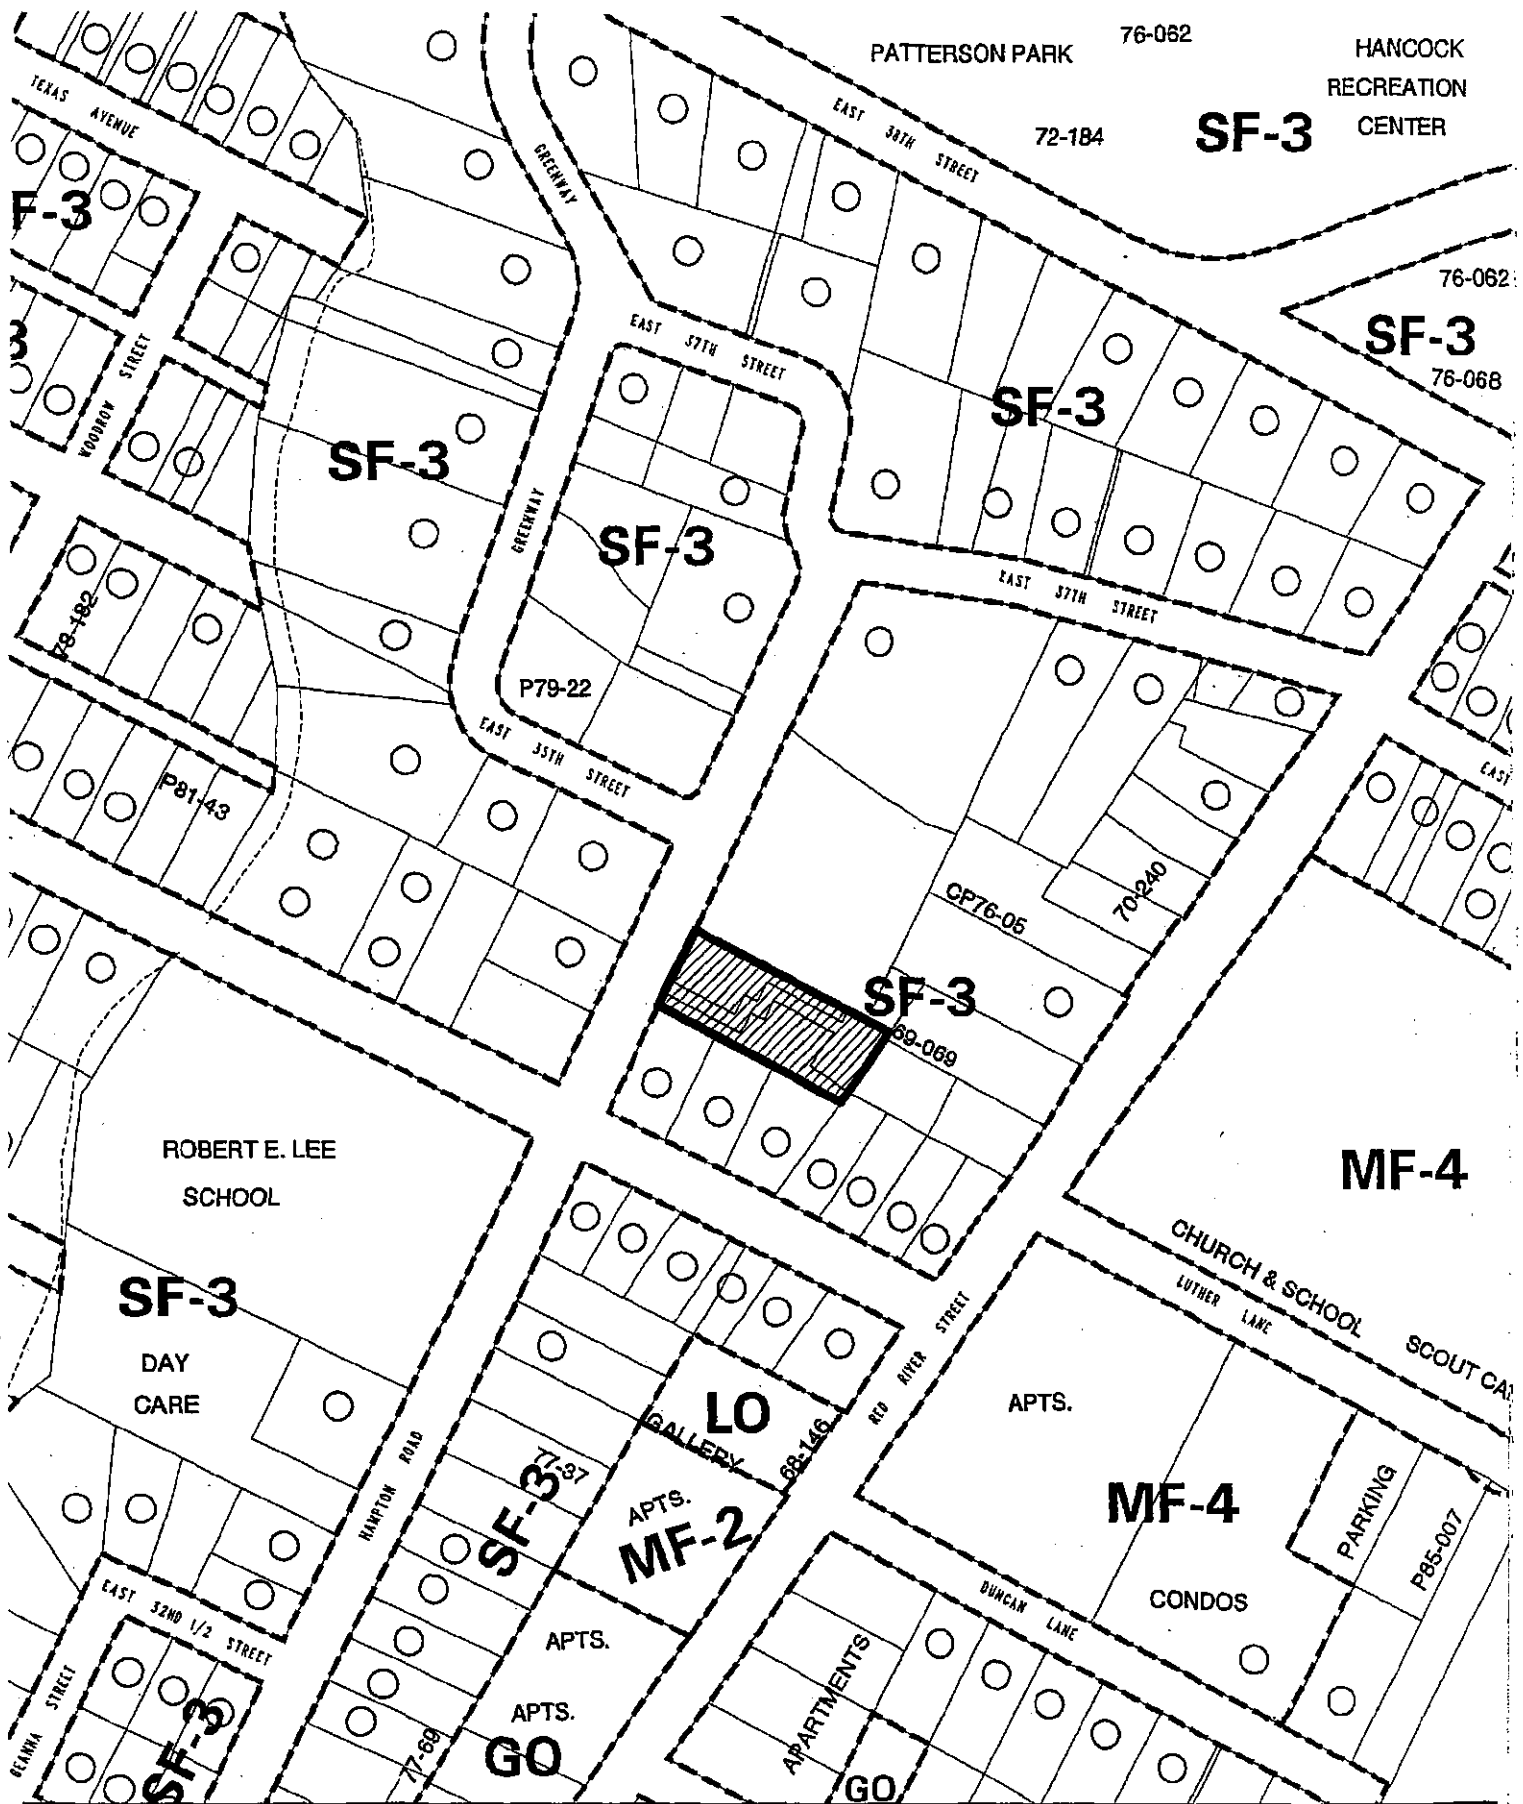 PATTERSON PARK
76-062
HANCOCK
RECREATION
CENTER
72-184
SF-3
EAST 38TH STREET
TEXAS AVENUE
GREENWAY
F-3
76-062
SF-3
76-068
3
WOODROW STREET
EAST 37TH STREET
SF-3
SF-3
GREENWAY
SF-3
EAST 37TH STREET
78-182
P79-22
EAST 35TH STREET
EAST
P81-43
CP76-05
70-240
SF-3
69-069
ROBERT E. LEE
SCHOOL
MF-4
CHURCH & SCHOOL
LUTHER LANE
SCOUT CA
SF-3
DAY
CARE
RED RIVER STREET
LO
GALLERY
68-146
APTS.
HAMPTON ROAD
77-37
SF-3
APTS.
MF-2
MF-4
PARKING
P85-007
CONDOS
DUNCAN LANE
EAST 32ND 1/2 STREET
APTS.
APARTMENTS
DEANNA STREET
SF-3
APTS.
GO
77-69
GO